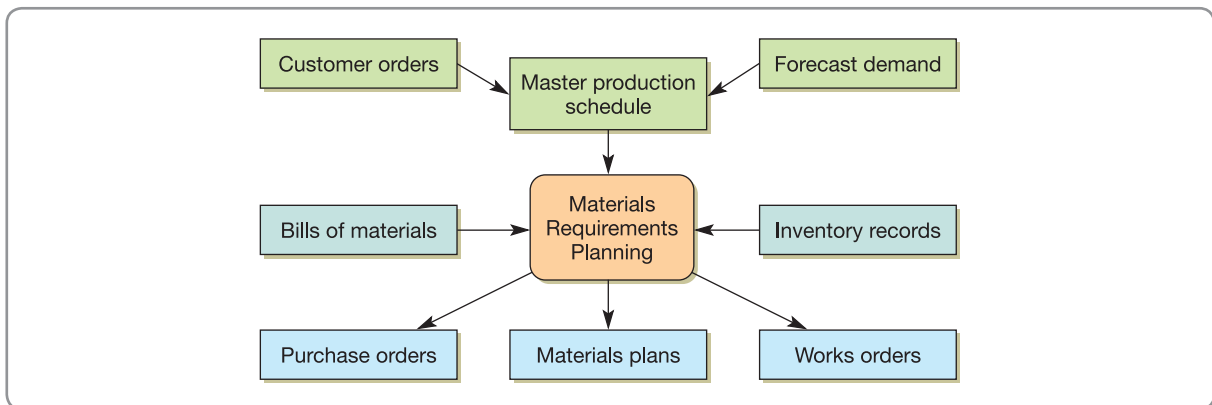 Customer orders
Master production
schedule
Forecast demand
Bills of materials
Materials
Requirements
Planning
Inventory records
Purchase orders
Materials plans
Works orders